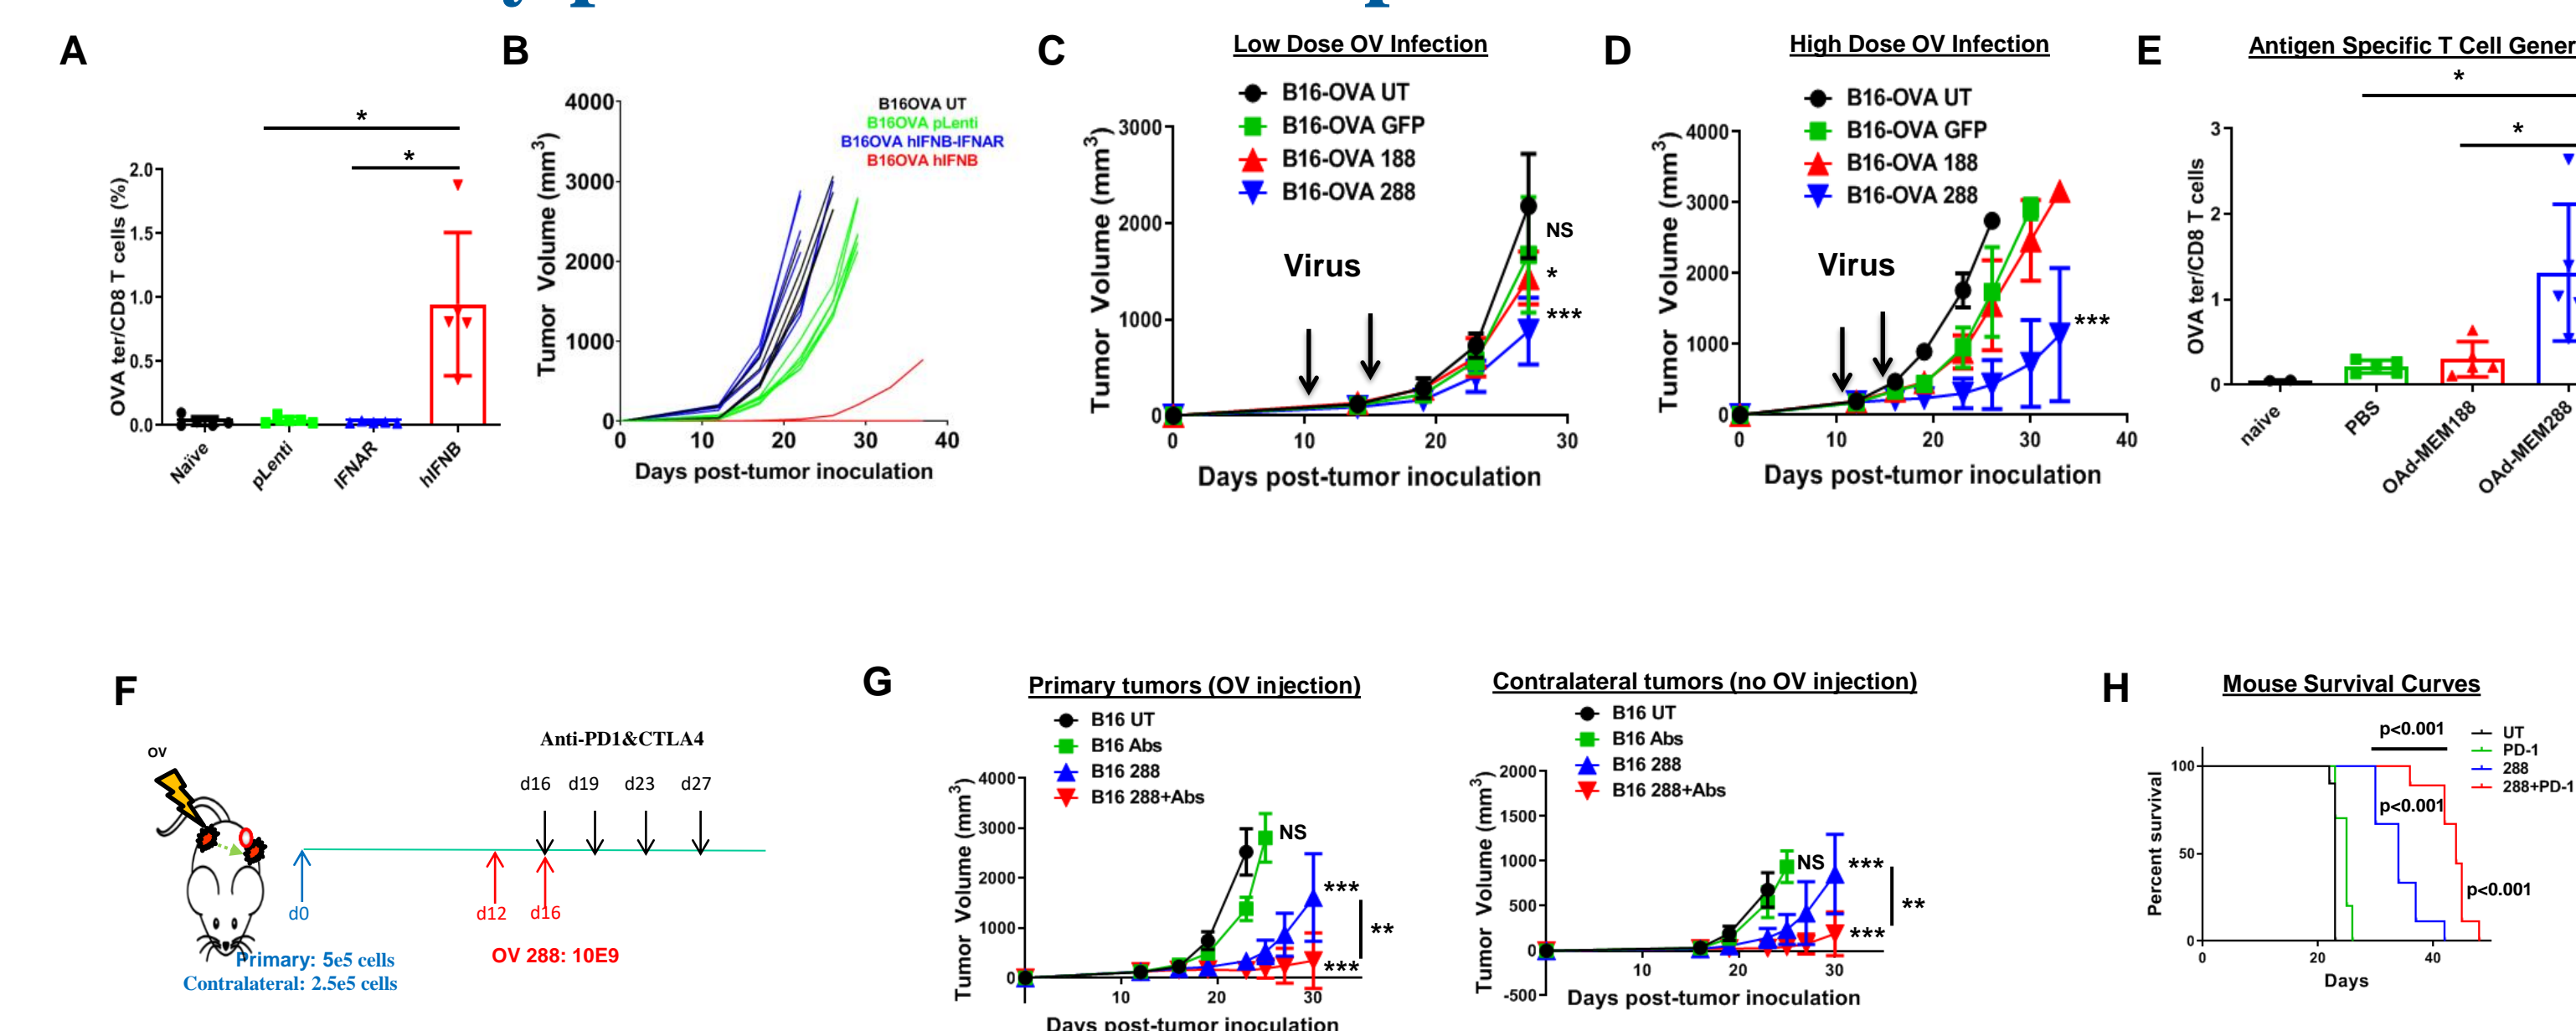 A
*
*
OVA ter/CD8 T cells (%)
2.0
1.5
1.0
0.5
0.0
Naïve
pLenti
IFNAR
hIFNB
B
Tumor Volume (mm3)
4000
3000
2000
1000
0
0 10 20 30 40
Days post-tumor inoculation
B16OVA UT
B16OVA pLenti
B16OVA hIFNB-IFNAR
B16OVA hIFNB
C
Low Dose OV Infection
B16-OVA UT
B16-OVA GFP
B16-OVA 188
B16-OVA 288
Tumor Volume (mm3)
3000
2000
1000
0
Virus
NS
*
***
0 10 20 30
Days post-tumor inoculation
D
High Dose OV Infection
B16-OVA UT
B16-OVA GFP
B16-OVA 188
B16-OVA 288
Tumor Volume (mm3)
4000
3000
2000
1000
0
Virus
***
0 10 20 30 40
Days post-tumor inoculation
E
Antigen Specific T Cell Gener
*
*
OVA ter/CD8 T cells
3
2
1
0
naive
PBS
OAd-MEM188
OAd-MEM288
F
OV
Anti-PD1&CTLA4
d16 d19 d23 d27
d0 d12 d16
Primary: 5e5 cells
Contralateral: 2.5e5 cells
OV 288: 10E9
G
Primary tumors (OV injection)
B16 UT
B16 Abs
B16 288
B16 288+Abs
Tumor Volume (mm3)
4000
3000
2000
1000
0
NS
***
**
***
10 20 30
Days post-tumor inoculation
Contralateral tumors (no OV injection)
B16 UT
B16 Abs
B16 288
B16 288+Abs
Tumor Volume (mm3)
2000
1500
1000
500
0
-500
NS
***
**
***
10 20 30
Days post-tumor inoculation
H
Mouse Survival Curves
p<0.001
UT
PD-1
288
288+PD-1
p<0.001
p<0.001
Percent survival
100
50
0
0 20 40
Days